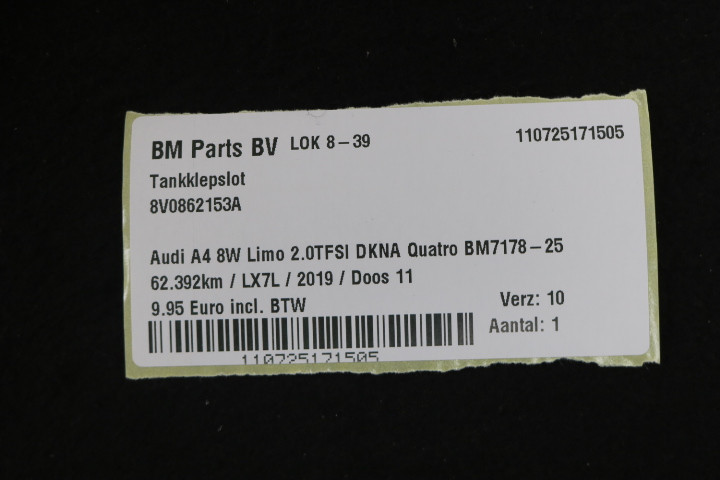 BM Parts BV LOK 8-39 110725171505
Tankklepslot
8V0862153A
Audi A4 8W Limo 2.0TFSI DKNA Quatro BM7178-25
62.392km / LX7L / 2019 / Doos 11
9.95 Euro incl. BTW
Verz: 10
Aantal: 1
110725171505